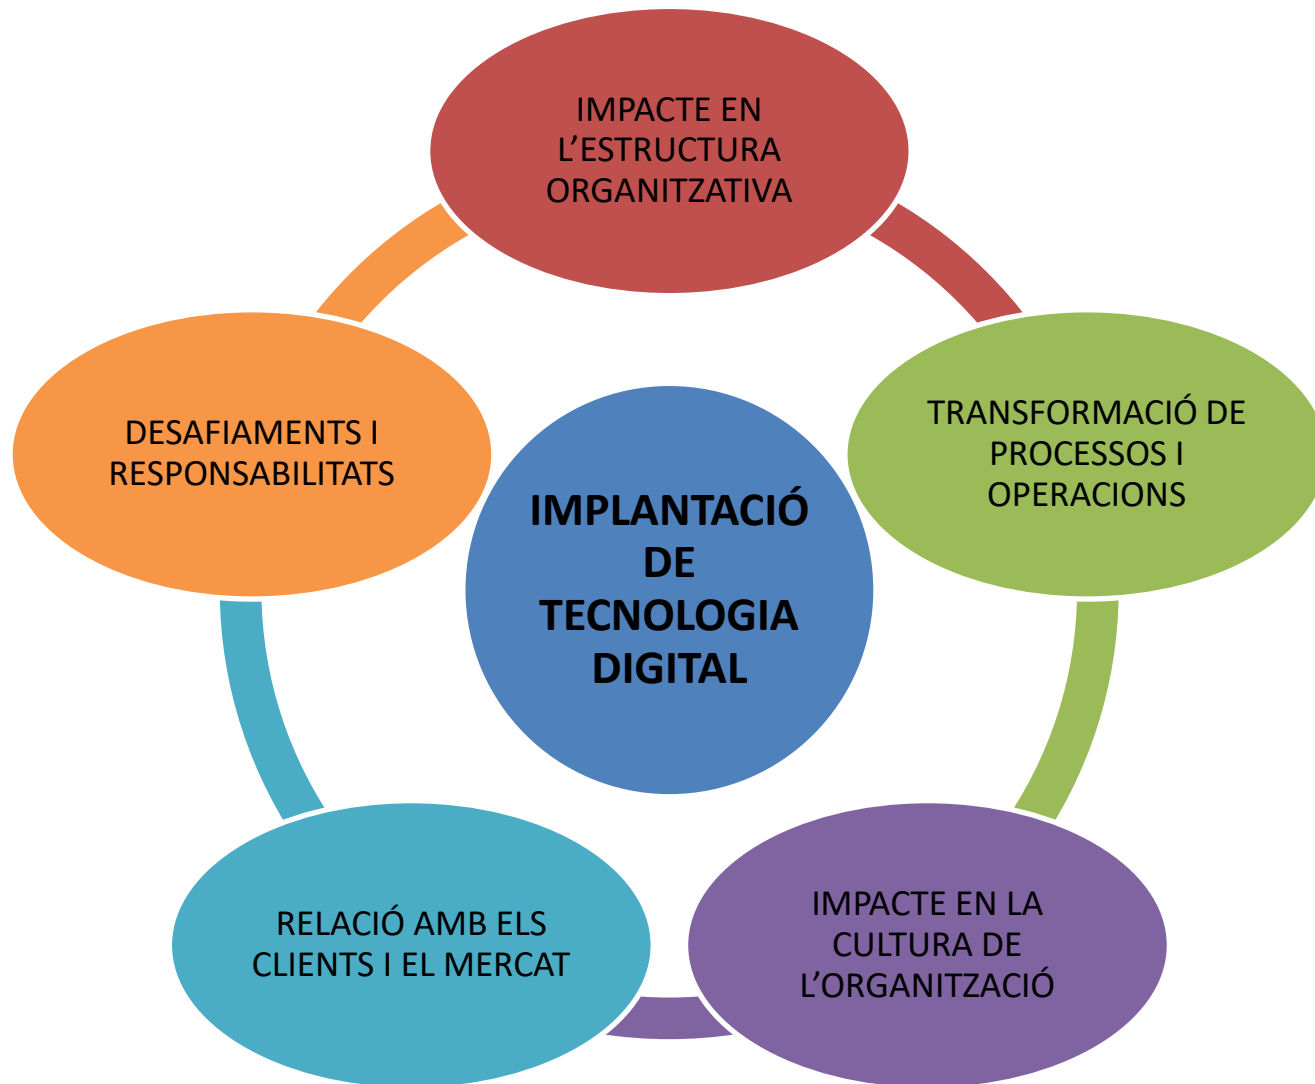 IMPACTE EN
L’ESTRUCTURA
ORGANITZATIVA
TRANSFORMACIÓ DE
PROCESSOS I
OPERACIONS
IMPACTE EN LA
CULTURA DE
L’ORGANITZACIÓ
RELACIÓ AMB ELS
CLIENTS I EL MERCAT
DESAFIAMENTS I
RESPONSABILITATS
IMPLANTACIÓ
DE
TECNOLOGIA
DIGITAL